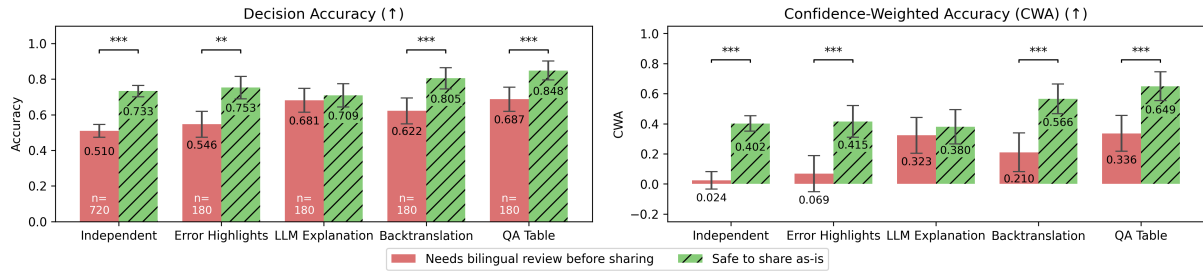 Decision Accuracy (↑)
Accuracy
1.0
0.8
0.6
0.4
0.2
0.0
***
**
***
***
0.510
0.733
0.546
0.753
0.681
0.709
0.622
0.805
0.687
0.848
n=
720
n=
180
n=
180
n=
180
n=
180
Independent
Error Highlights
LLM Explanation
Backtranslation
QA Table
Confidence-Weighted Accuracy (CWA) (↑)
CWA
1.0
0.8
0.6
0.4
0.2
0.0
−0.2
***
***
***
***
0.024
0.402
0.069
0.415
0.323
0.380
0.210
0.566
0.336
0.649
Independent
Error Highlights
LLM Explanation
Backtranslation
QA Table
Needs bilingual review before sharing
Safe to share as-is